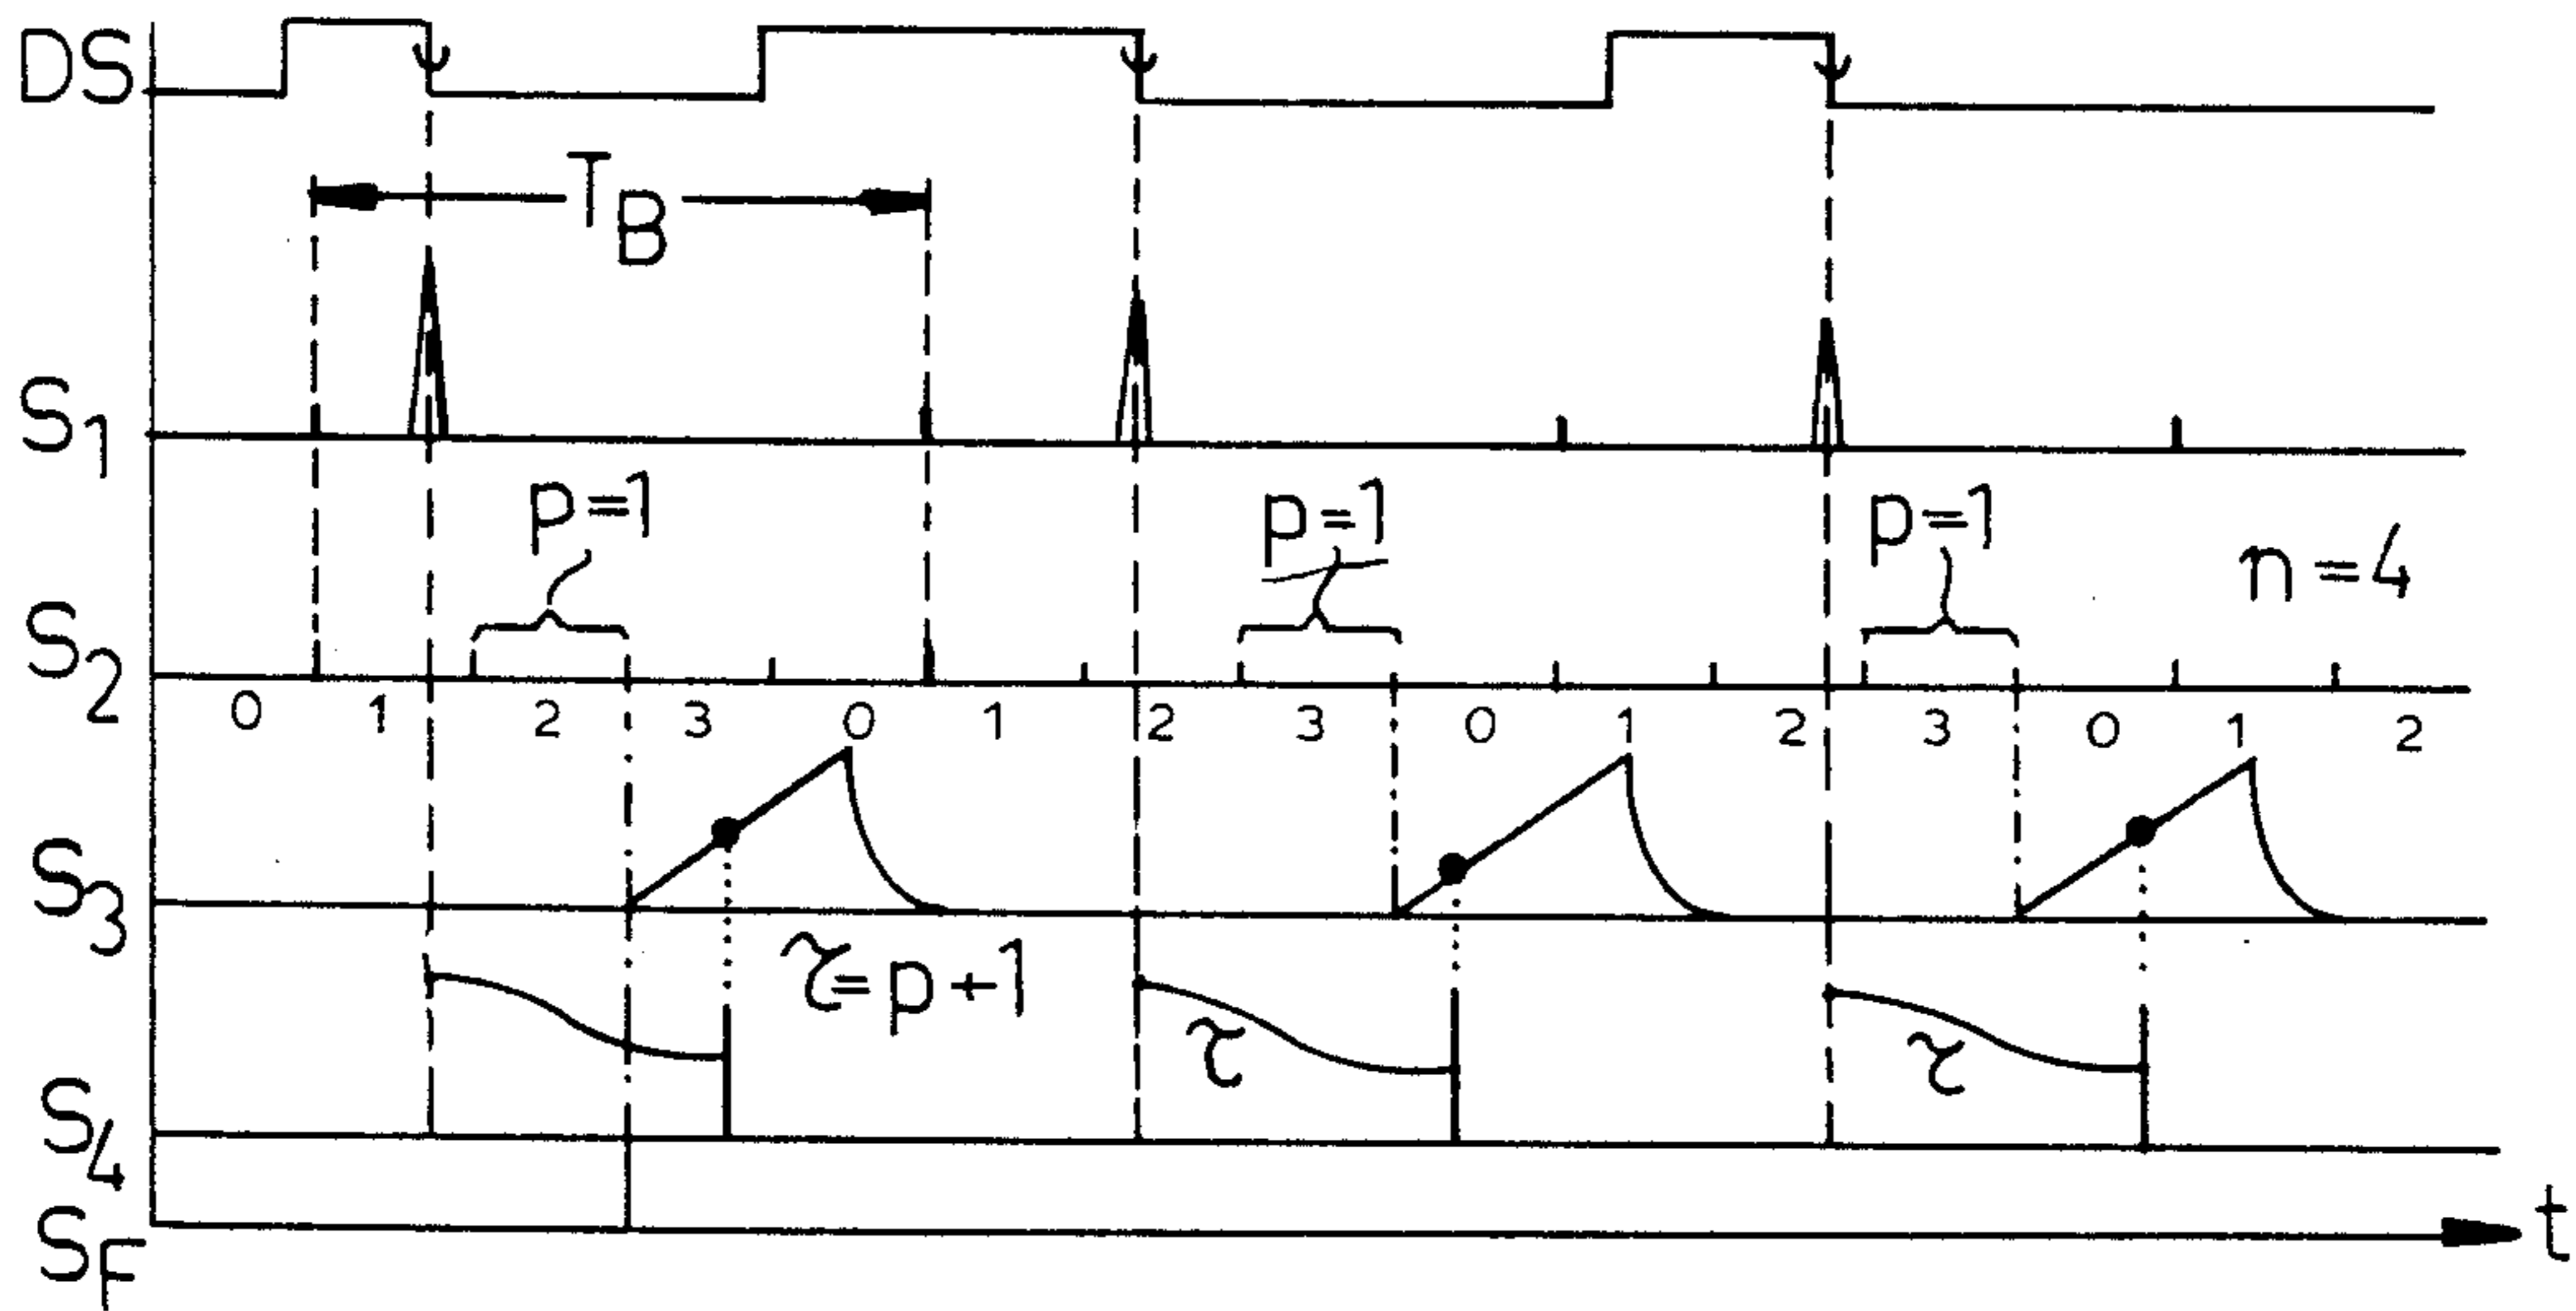 DS
T_B
S_1
p=1 p=1 p=1 n=4
S_2
0 1 2 3 0 1 2 3 0 1 2 3 0 1 2
S_3
τ=p+1 τ τ
S_4
S_F t